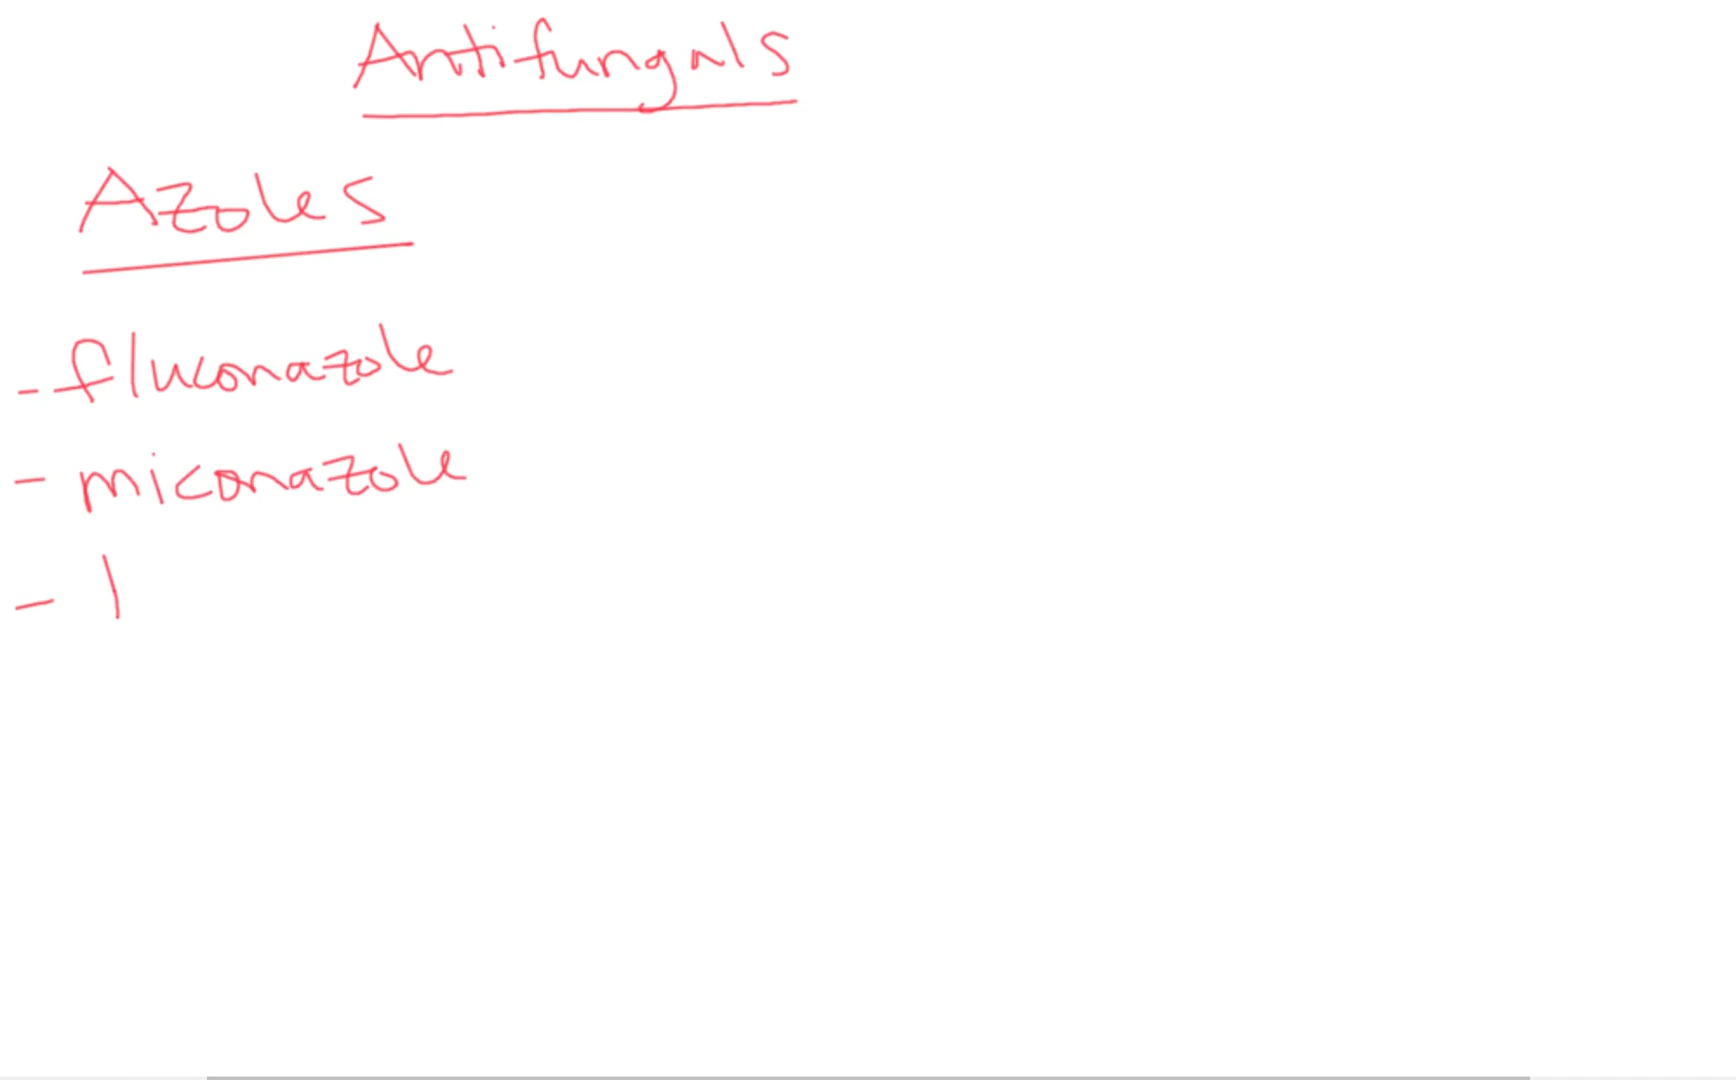 Antifungals
Azoles
- fluconazole
- miconazole
-